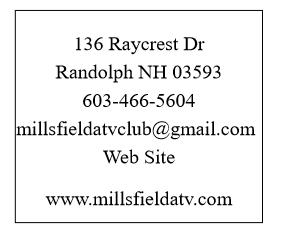 136 Raycrest Dr
Randolph NH 03593
603-466-5604
millsfieldatvclub@gmail.com
Web Site
www.millsfieldatv.com